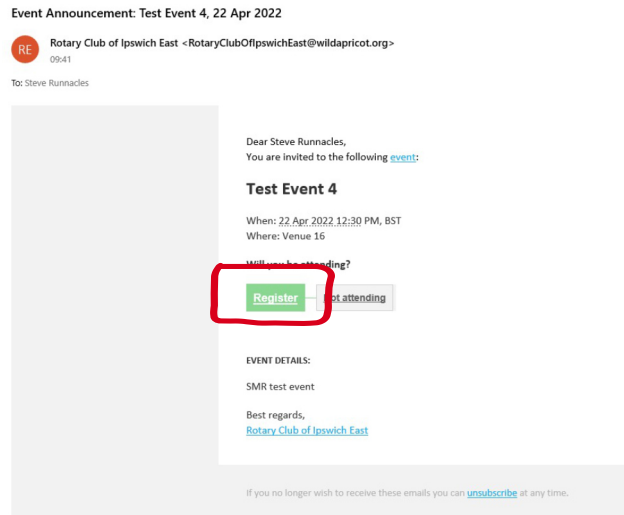 Event Announcement: Test Event 4, 22 Apr 2022
RE
Rotary Club of Ipswich East <RotaryClubOfIpswichEast@wildapricot.org>
09:41
To: Steve Runnacles
Dear Steve Runnacles,
You are invited to the following event:
Test Event 4
When: 22 Apr 2022 12:30 PM, BST
Where: Venue 16
Will you be attending?
Register
Not attending
EVENT DETAILS:
SMR test event
Best regards,
Rotary Club of Ipswich East
If you no longer wish to receive these emails you can unsubscribe at any time.